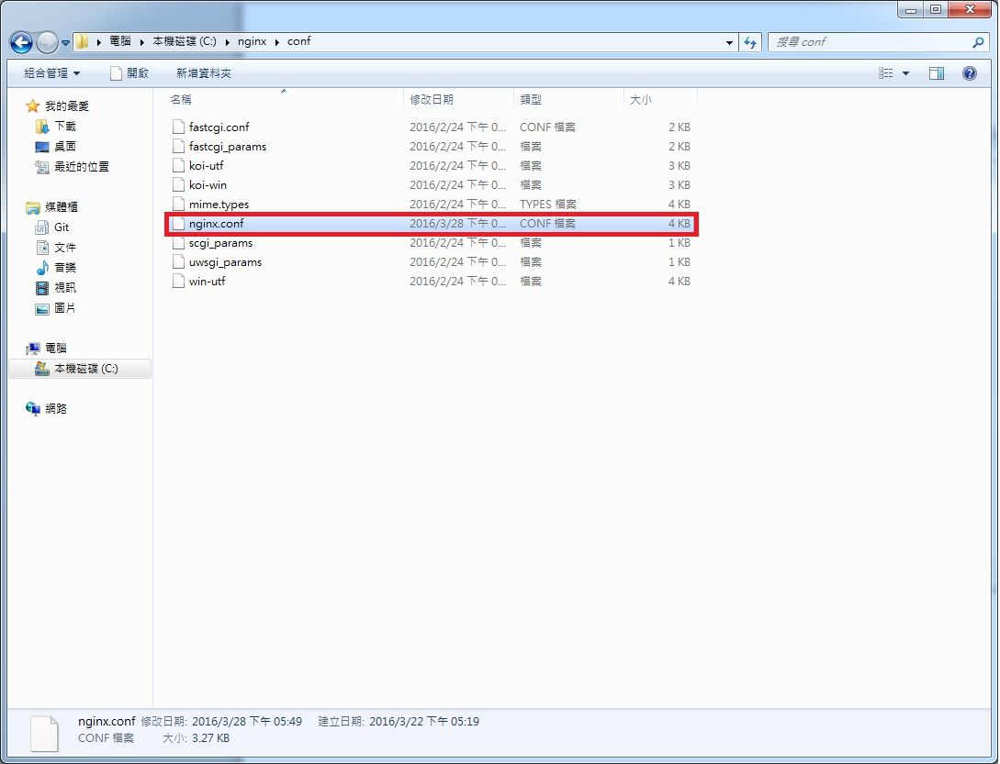 電腦 本機磁碟 (C:) nginx conf 搜尋 conf
組合管理 開啟 新增資料夾
我的最愛
下載
桌面
最近的位置
媒體櫃
Git
文件
音樂
視訊
圖片
電腦
本機磁碟 (C:)
網路
名稱 修改日期 類型 大小
fastcgi.conf 2016/2/24 下午 0... CONF 檔案 2 KB
fastcgi_params 2016/2/24 下午 0... 檔案 2 KB
koi-utf 2016/2/24 下午 0... 檔案 3 KB
koi-win 2016/2/24 下午 0... 檔案 3 KB
mime.types 2016/2/24 下午 0... TYPES 檔案 4 KB
nginx.conf 2016/3/28 下午 0... CONF 檔案 4 KB
scgi_params 2016/2/24 下午 0... 檔案 1 KB
uwsgi_params 2016/2/24 下午 0... 檔案 1 KB
win-utf 2016/2/24 下午 0... 檔案 4 KB
nginx.conf 修改日期: 2016/3/28 下午 05:49 建立日期: 2016/3/22 下午 05:19
CONF 檔案 大小: 3.27 KB